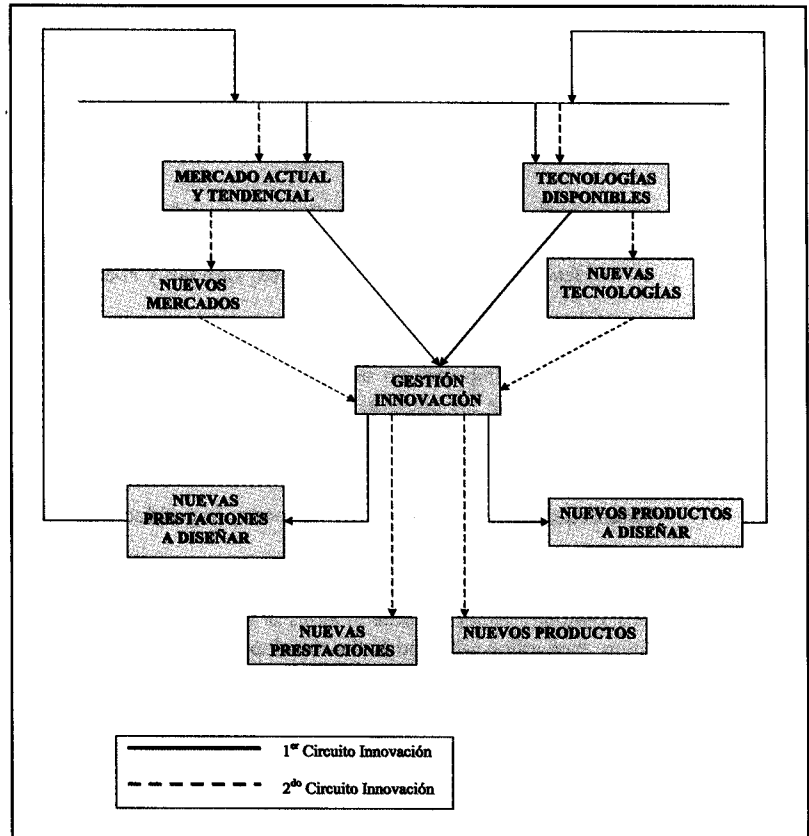 MERCADO ACTUAL
Y TENDENCIAL
TECNOLOGÍAS
DISPONIBLES
NUEVOS
MERCADOS
NUEVAS
TECNOLOGÍAS
GESTIÓN
INNOVACIÓN
NUEVAS
PRESTACIONES
A DISEÑAR
NUEVOS PRODUCTOS
A DISEÑAR
NUEVAS
PRESTACIONES
NUEVOS PRODUCTOS
1er Circuito Innovación
2do Circuito Innovación